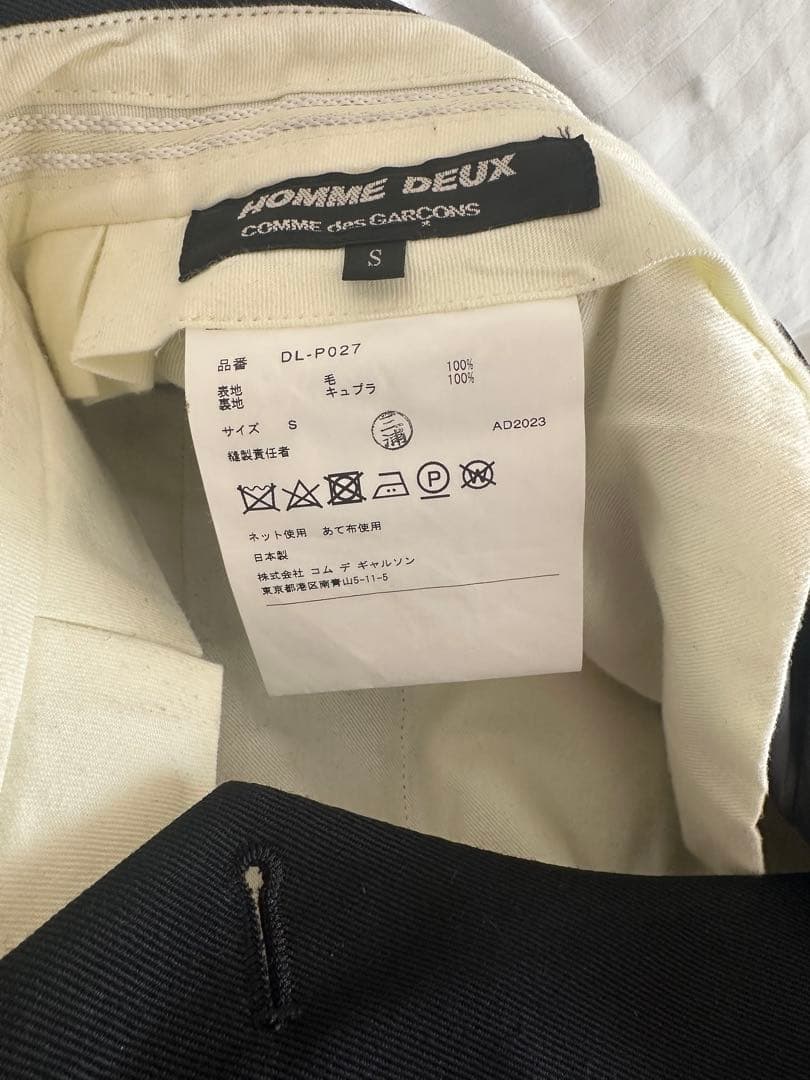 HOMME DEUX
COMME des GARÇONS
S
品番 DL-P027
表地 毛 100%
裏地 キュプラ 100%
サイズ S
三浦
AD2023
縫製責任者
P
W
ネット使用 あて布使用
日本製
株式会社 コム デ ギャルソン
東京都港区南青山5-11-5